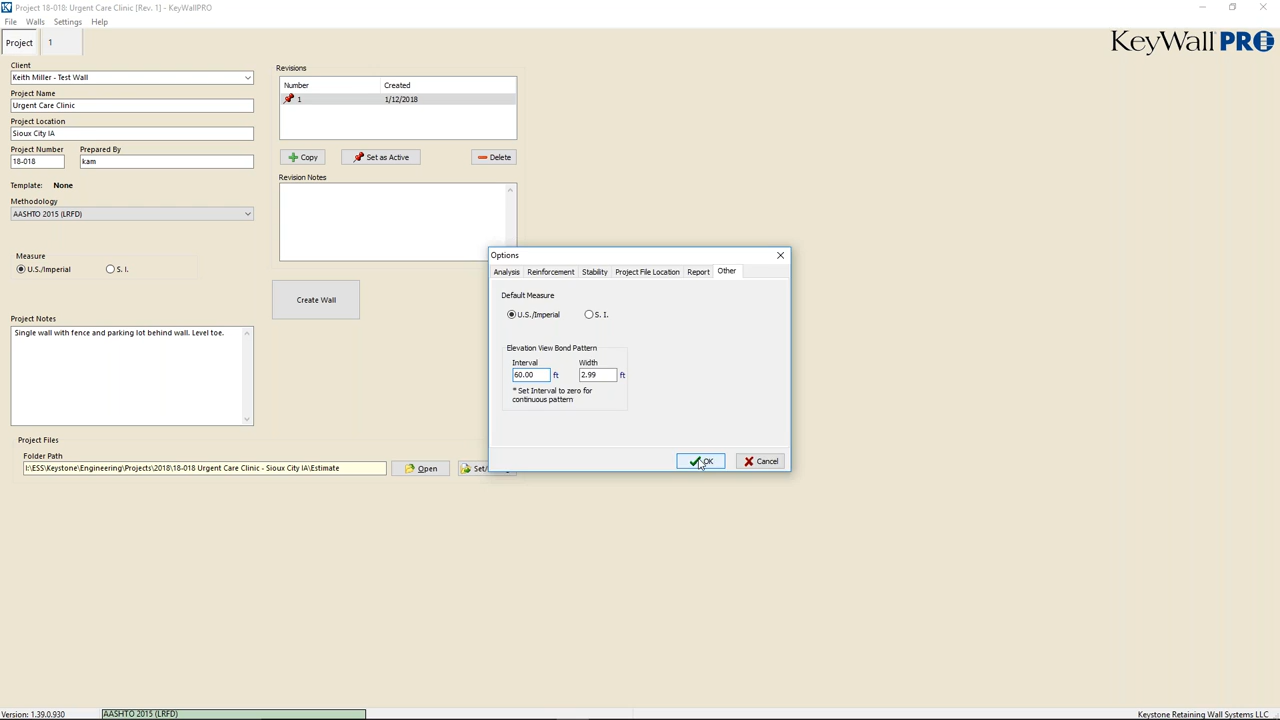 Project 18-018: Urgent Care Clinic [Rev. 1] - KeyWallPRO
File Walls Settings Help
Project 1
KeyWall PRO
Client
Keith Miller - Test Wall
Project Name
Urgent Care Clinic
Project Location
Sioux City IA
Project Number Prepared By
18-018 kam
Template: None
Methodology
AASHTO 2015 (LRFD)
Measure
U.S./Imperial S. I.
Project Notes
Single wall with fence and parking lot behind wall. Level toe.
Revisions
Number Created
1 1/12/2018
Copy Set as Active Delete
Revision Notes
Create Wall
Project Files
Folder Path
I:\ESS\Keystone\Engineering\Projects\2018\18-018 Urgent Care Clinic - Sioux City IA\Estimate
Open Set/
Options
Analysis Reinforcement Stability Project File Location Report Other
Default Measure
U.S./Imperial S. I.
Elevation View Bond Pattern
Interval Width
60.00 ft 2.99 ft
* Set Interval to zero for
continuous pattern
OK Cancel
Version: 1.39.0.930 AASHTO 2015 (LRFD) Keystone Retaining Wall Systems LLC